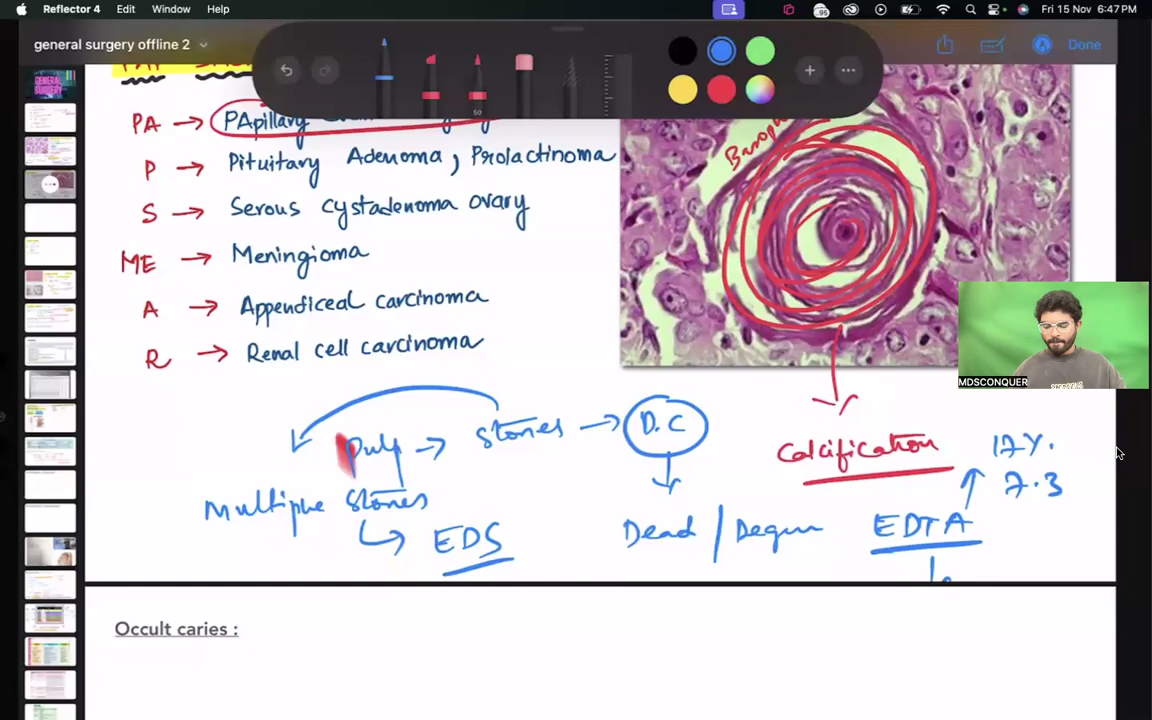 Reflector 4 Edit Window Help Fri 15 Nov 6:47 PM
general surgery offline 2
Done
50
PA → PApillary
P → Pituitary Adenoma, Prolactinoma
S → Serous cystadenoma ovary
ME → Meningioma
A → Appendiceal carcinoma
R → Renal cell carcinoma
MDSCONQUER
Pulp → Stones → D.C
Calcification
17%.
7.3
Multiple Stones
EDS
Dead / Degen
EDTA
Occult caries :